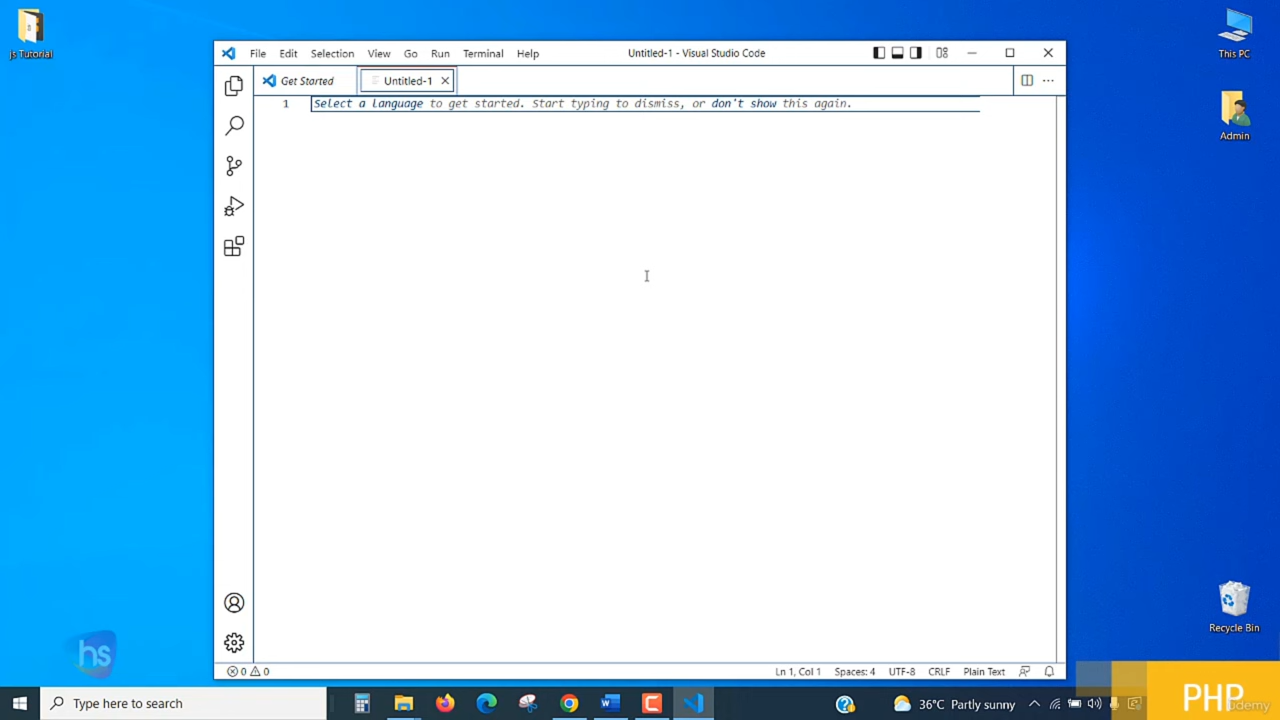 js Tutorial
This PC
Admin
Recycle Bin
File Edit Selection View Go Run Terminal Help
Untitled-1 - Visual Studio Code
Get Started
Untitled-1
1
Select a language to get started. Start typing to dismiss, or don't show this again.
0 0
Ln 1, Col 1 Spaces: 4 UTF-8 CRLF Plain Text
hs
Type here to search
36°C Partly sunny
PHP
Udemy